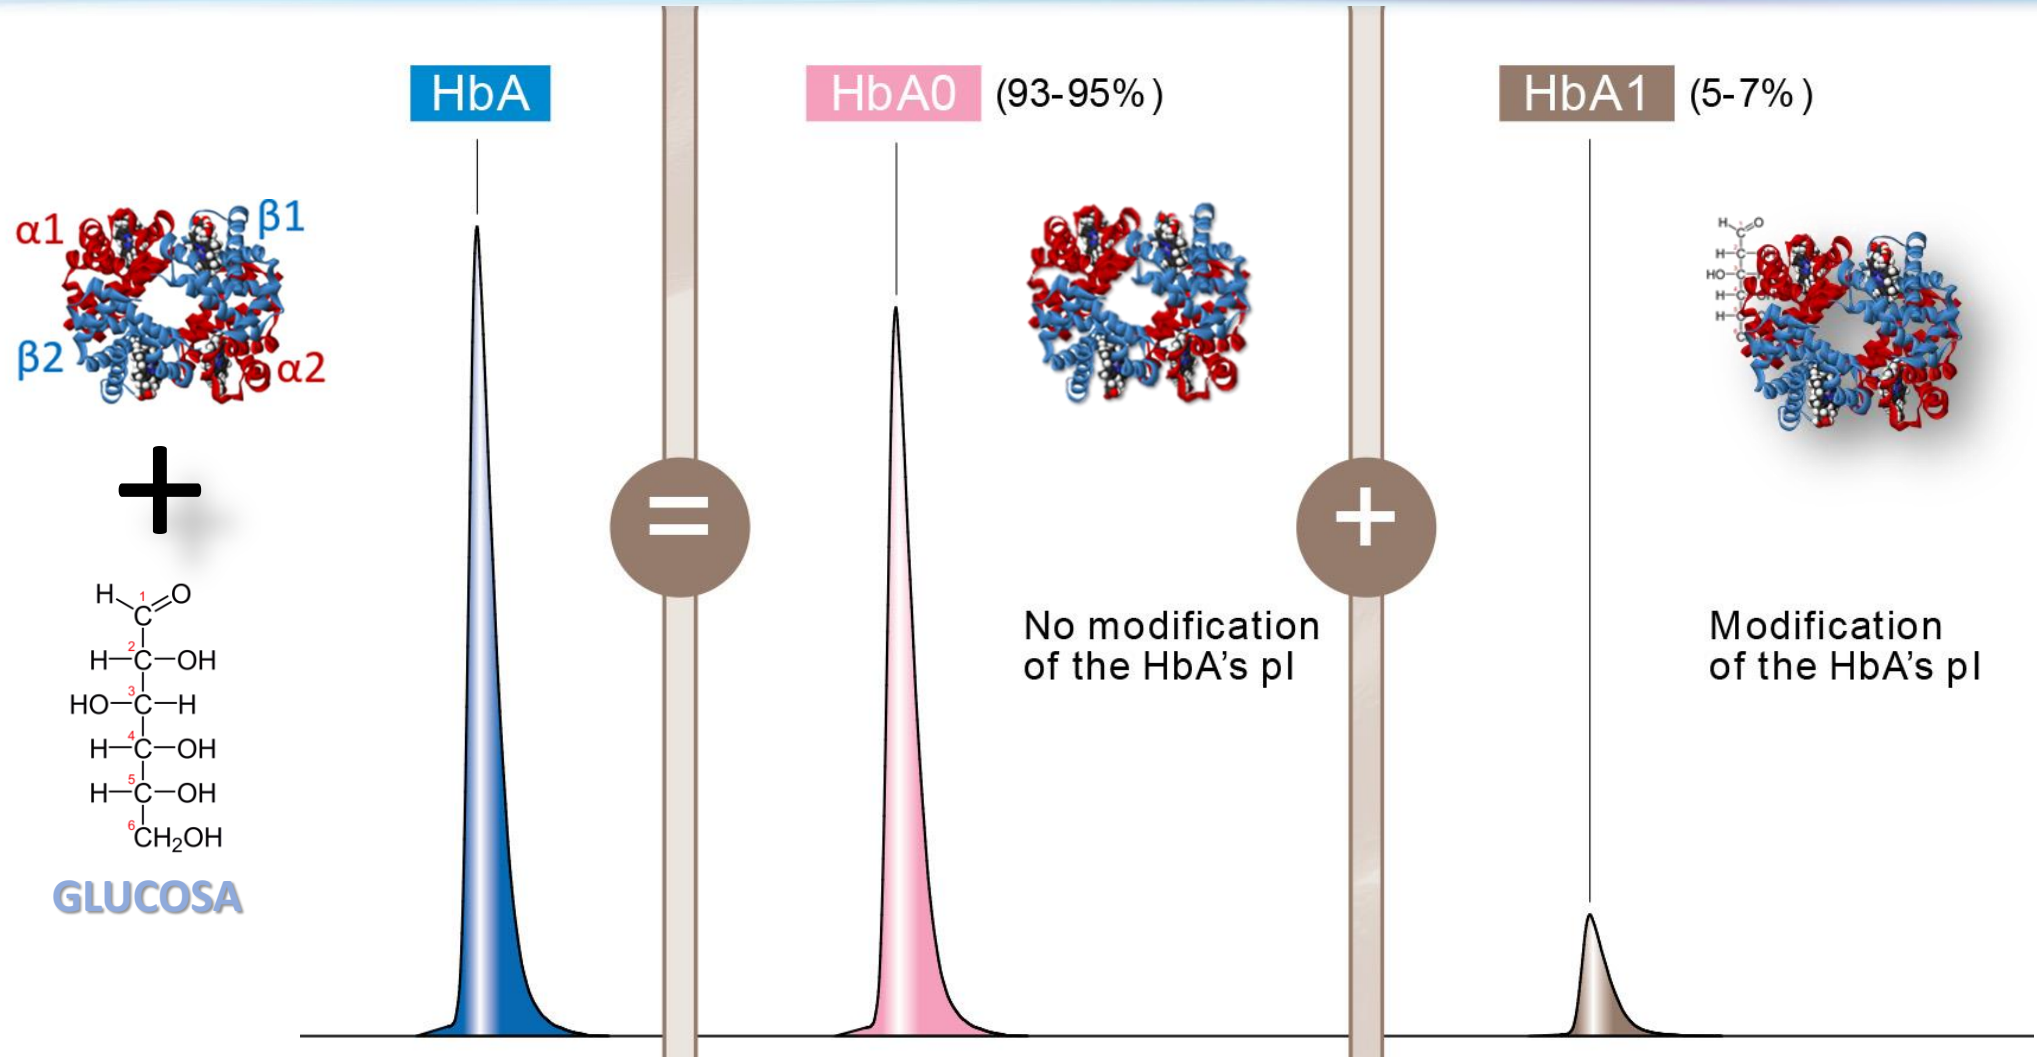 HbA
HbA0 (93-95%)
HbA1 (5-7%)
α1
β1
β2
α2
+
H
1
C
O
2
H-C-OH
3
HO-C-H
4
H-C-OH
5
H-C-OH
6
CH₂OH
GLUCOSA
=
No modification
of the HbA's pI
+
H
C
O
H-C
HO-C
H-C
H-
Modification
of the HbA's pI